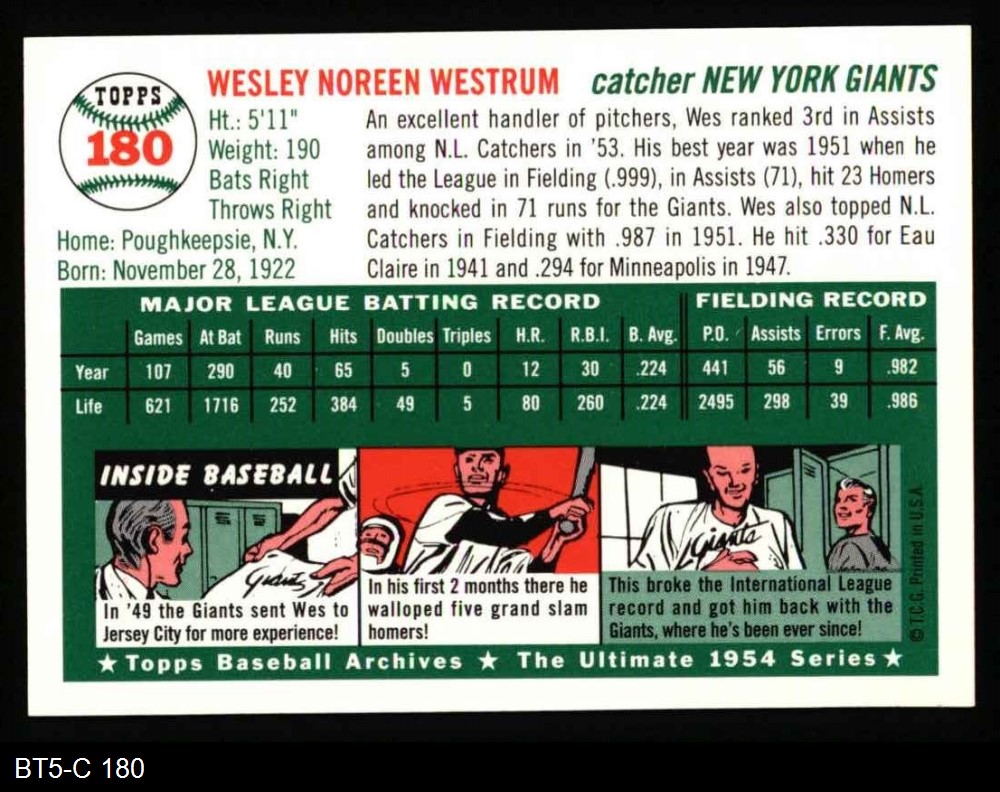 TOPPS
180
WESLEY NOREEN WESTRUM catcher NEW YORK GIANTS
Ht.: 5'11"
Weight: 190
Bats Right
Throws Right
Home: Poughkeepsie, N.Y.
Born: November 28, 1922
An excellent handler of pitchers, Wes ranked 3rd in Assists
among N.L. Catchers in '53. His best year was 1951 when he
led the League in Fielding (.999), in Assists (71), hit 23 Homers
and knocked in 71 runs for the Giants. Wes also topped N.L.
Catchers in Fielding with .987 in 1951. He hit .330 for Eau
Claire in 1941 and .294 for Minneapolis in 1947.
MAJOR LEAGUE BATTING RECORD FIELDING RECORD
Games At Bat Runs Hits Doubles Triples H.R. R.B.I. B. Avg. P.O. Assists Errors F. Avg.
Year 107 290 40 65 5 0 12 30 .224 441 56 9 .982
Life 621 1716 252 384 49 5 80 260 .224 2495 298 39 .986
INSIDE BASEBALL
Giants
In '49 the Giants sent Wes to
Jersey City for more experience!
In his first 2 months there he
walloped five grand slam
homers!
Giants
This broke the International League
record and got him back with the
Giants, where he's been ever since!
© T.C.G. Printed in U.S.A.
★ Topps Baseball Archives ★ The Ultimate 1954 Series ★
BT5-C 180